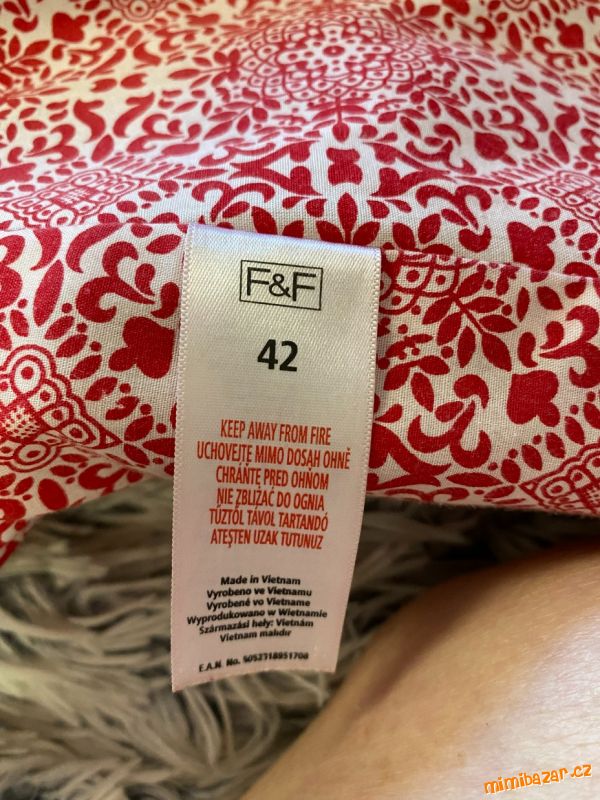 F&F
42
KEEP AWAY FROM FIRE
UCHOVEJTE MIMO DOSAH OHNĚ
CHRÁŇTE PRED OHŇOM
NIE ZBLIŻAĆ DO OGNIA
TŰZTŐL TÁVOL TARTANDÓ
ATEŞTEN UZAK TUTUNUZ
Made in Vietnam
Vyrobeno ve Vietnamu
Vyrobené vo Vietname
Wyprodukowano w Wietnamie
Származási hely: Vietnám
Vietnam malıdır
E.A.N. No. 5052318951708
mimibazar.cz